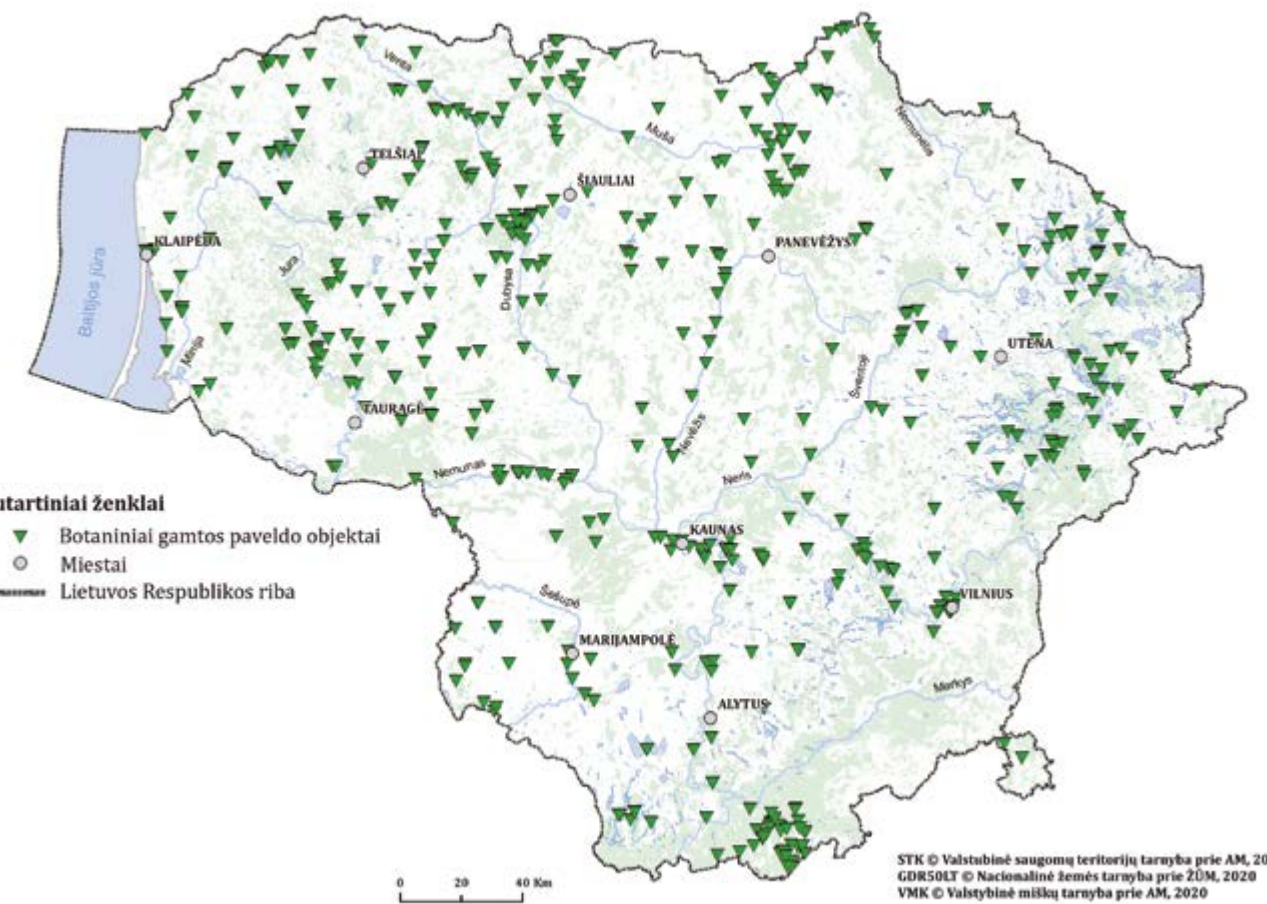 Venta
Mūša
Nemunėlis
TELŠIAI
ŠIAULIAI
KLAIPĖDA
PANEVĖŽYS
Baltijos jūra
Jūra
Dubysa
Minija
UTENA
Šventoji
TAURAGĖ
Nevėžis
Nemunas
Neris
utartiniai ženklai
Botaniniai gamtos paveldo objektai
Miestai
Lietuvos Respublikos riba
KAUNAS
Šešupė
VILNIUS
MARIJAMPOLĖ
Merkys
ALYTUS
0 20 40 Km
STK © Valstubinė saugomų teritorijų tarnyba prie AM, 20
GDR50LT © Nacionalinė žemės tarnyba prie ŽŪM, 2020
VMK © Valstybinė miškų tarnyba prie AM, 2020